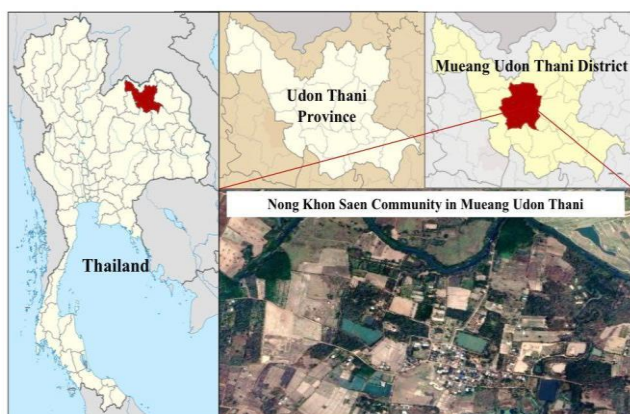 Thailand
Udon Thani
Province
Mueang Udon Thani District
Nong Khon Saen Community in Mueang Udon Thani